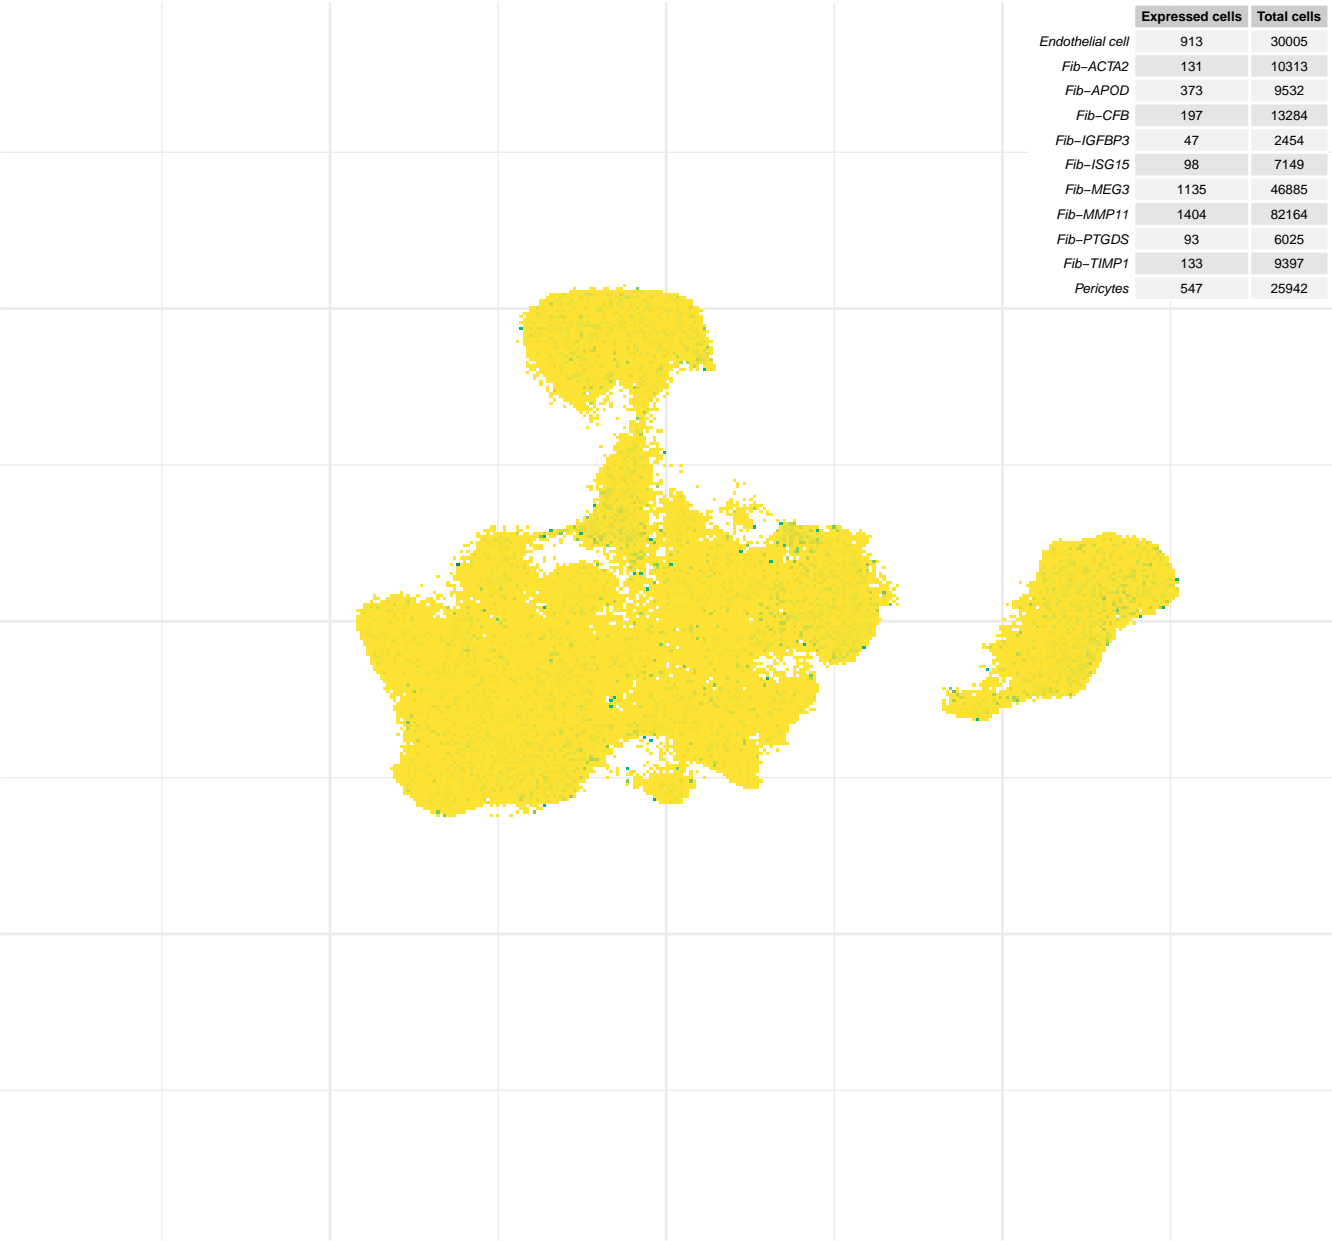 Expressed cells Total cells
Endothelial cell 913 30005
Fib−ACTA2 131 10313
Fib−APOD 373 9532
Fib−CFB 197 13284
Fib−IGFBP3 47 2454
Fib−ISG15 98 7149
Fib−MEG3 1135 46885
Fib−MMP11 1404 82164
Fib−PTGDS 93 6025
Fib−TIMP1 133 9397
Pericytes 547 25942